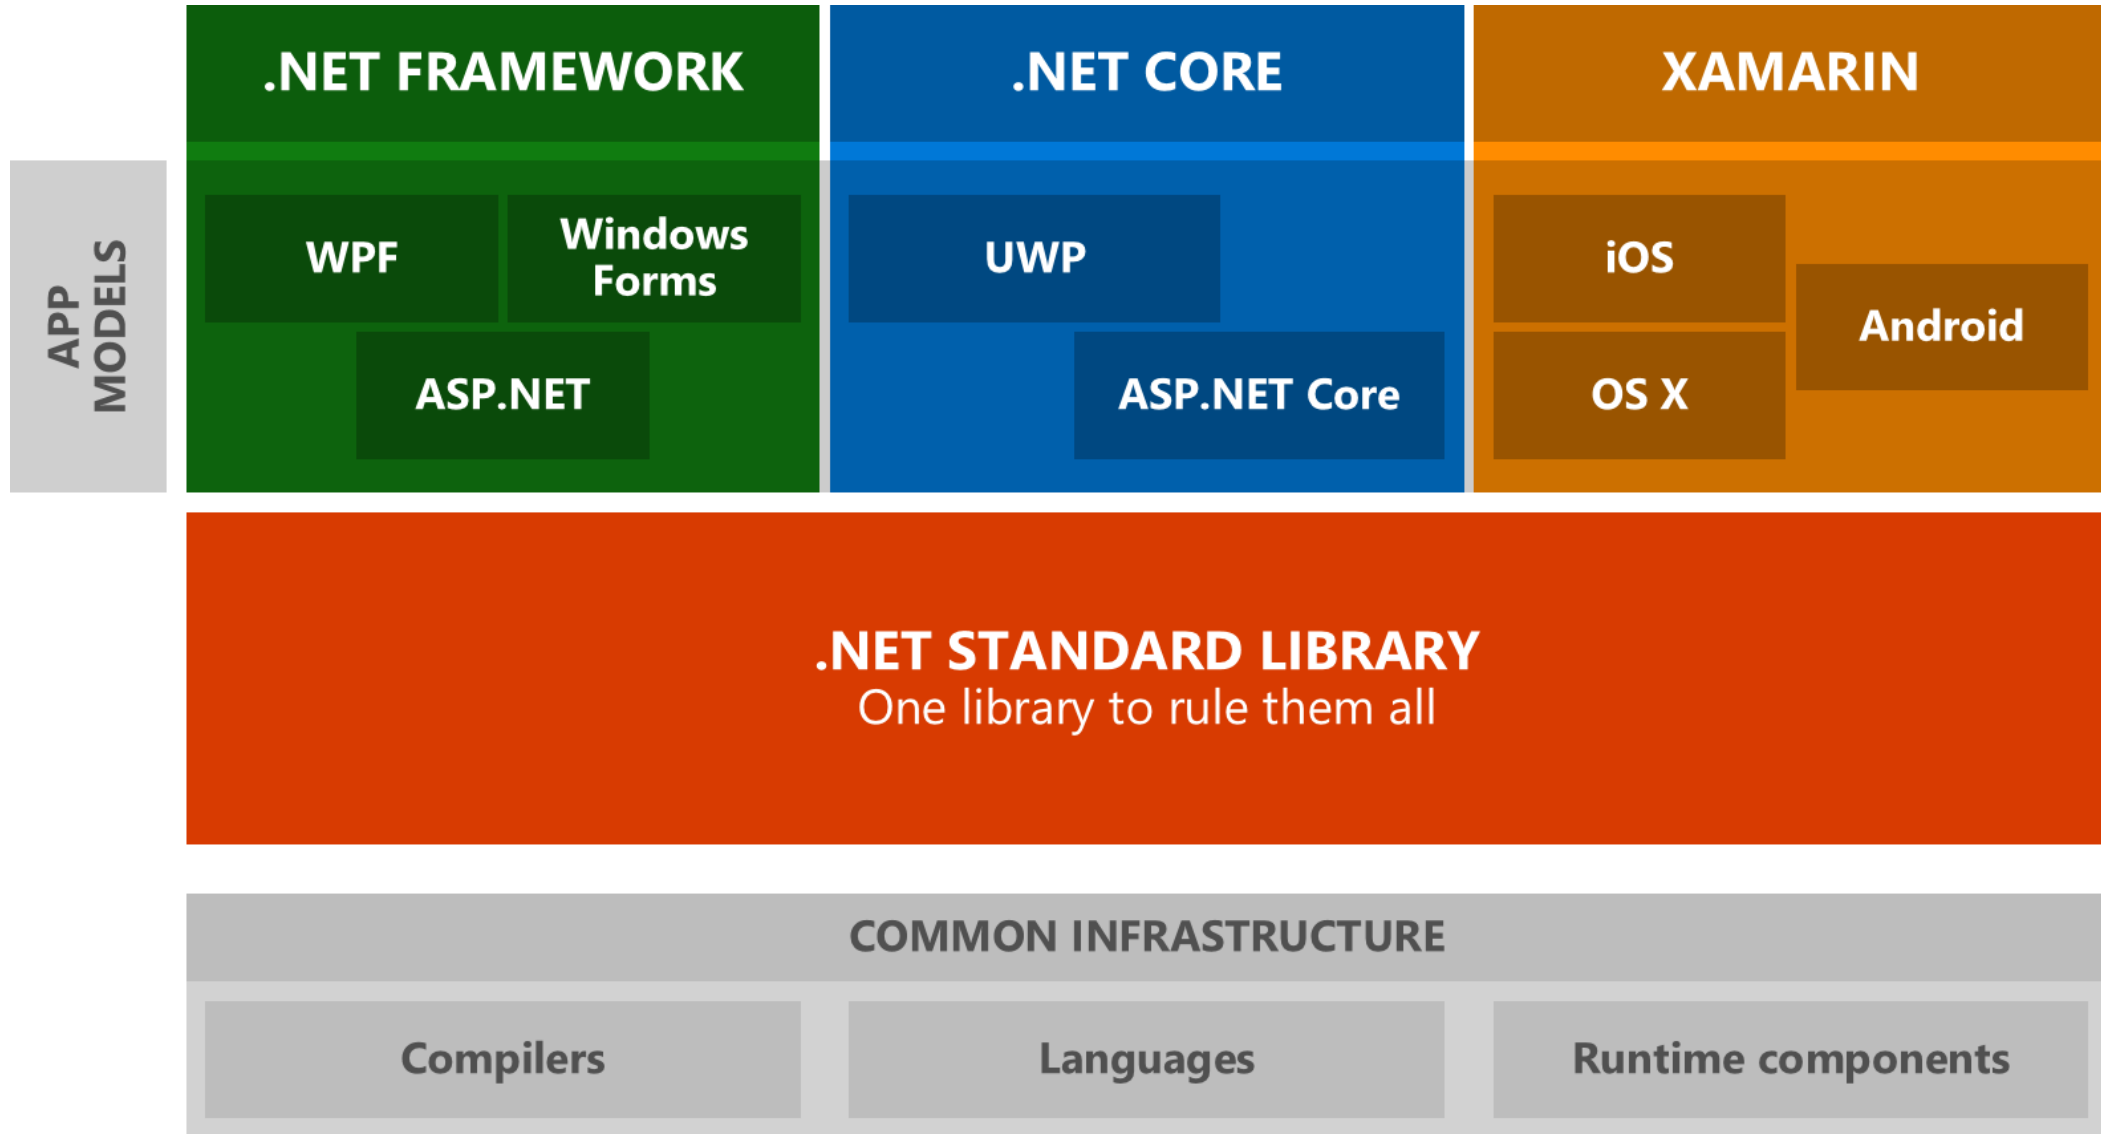 .NET FRAMEWORK
.NET CORE
XAMARIN
APP
MODELS
WPF
Windows
Forms
ASP.NET
UWP
ASP.NET Core
iOS
Android
OS X
.NET STANDARD LIBRARY
One library to rule them all
COMMON INFRASTRUCTURE
Compilers
Languages
Runtime components